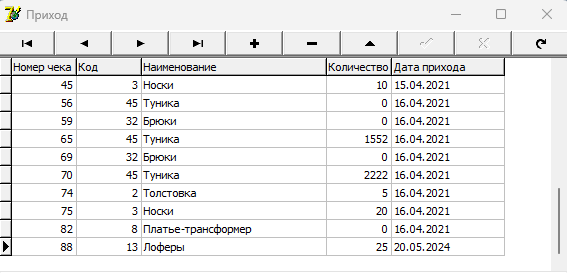 Приход
Номер чека Код Наименование Количество Дата прихода
45 3 Носки 10 15.04.2021
56 45 Туника 0 16.04.2021
59 32 Брюки 0 16.04.2021
65 45 Туника 1552 16.04.2021
69 32 Брюки 0 16.04.2021
70 45 Туника 2222 16.04.2021
74 2 Толстовка 5 16.04.2021
75 3 Носки 20 16.04.2021
82 8 Платье-трансформер 0 16.04.2021
88 13 Лоферы 25 20.05.2024